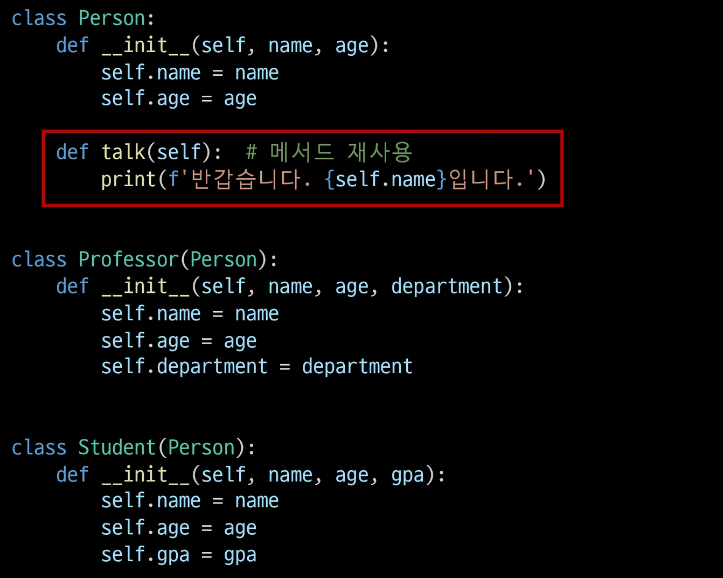 class Person:
    def __init__(self, name, age):
        self.name = name
        self.age = age
    def talk(self):  # 메서드 재사용
        print(f'반갑습니다. {self.name}입니다.')
class Professor(Person):
    def __init__(self, name, age, department):
        self.name = name
        self.age = age
        self.department = department
class Student(Person):
    def __init__(self, name, age, gpa):
        self.name = name
        self.age = age
        self.gpa = gpa